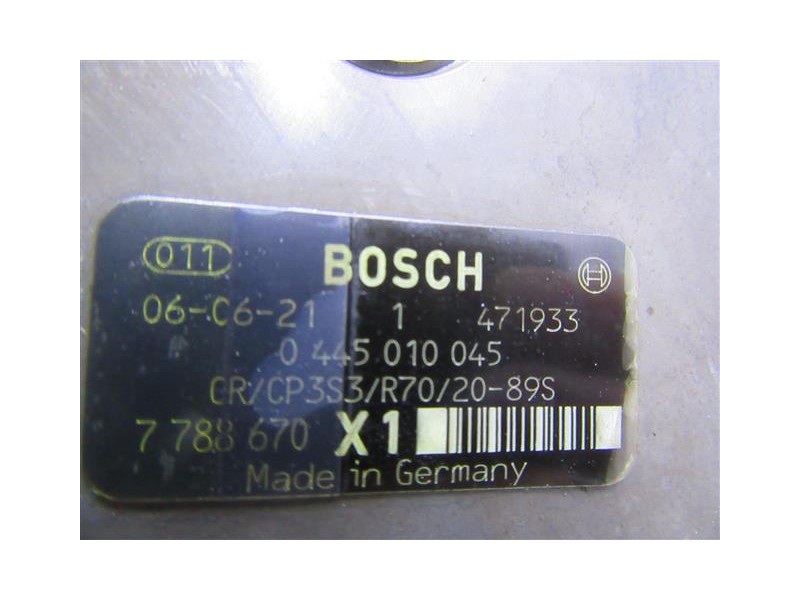 011 BOSCH
06-C6-21 1 471933
0 445 010 045
CR/CP3S3/R70/20-89S
7 788 670 X1
Made in Germany